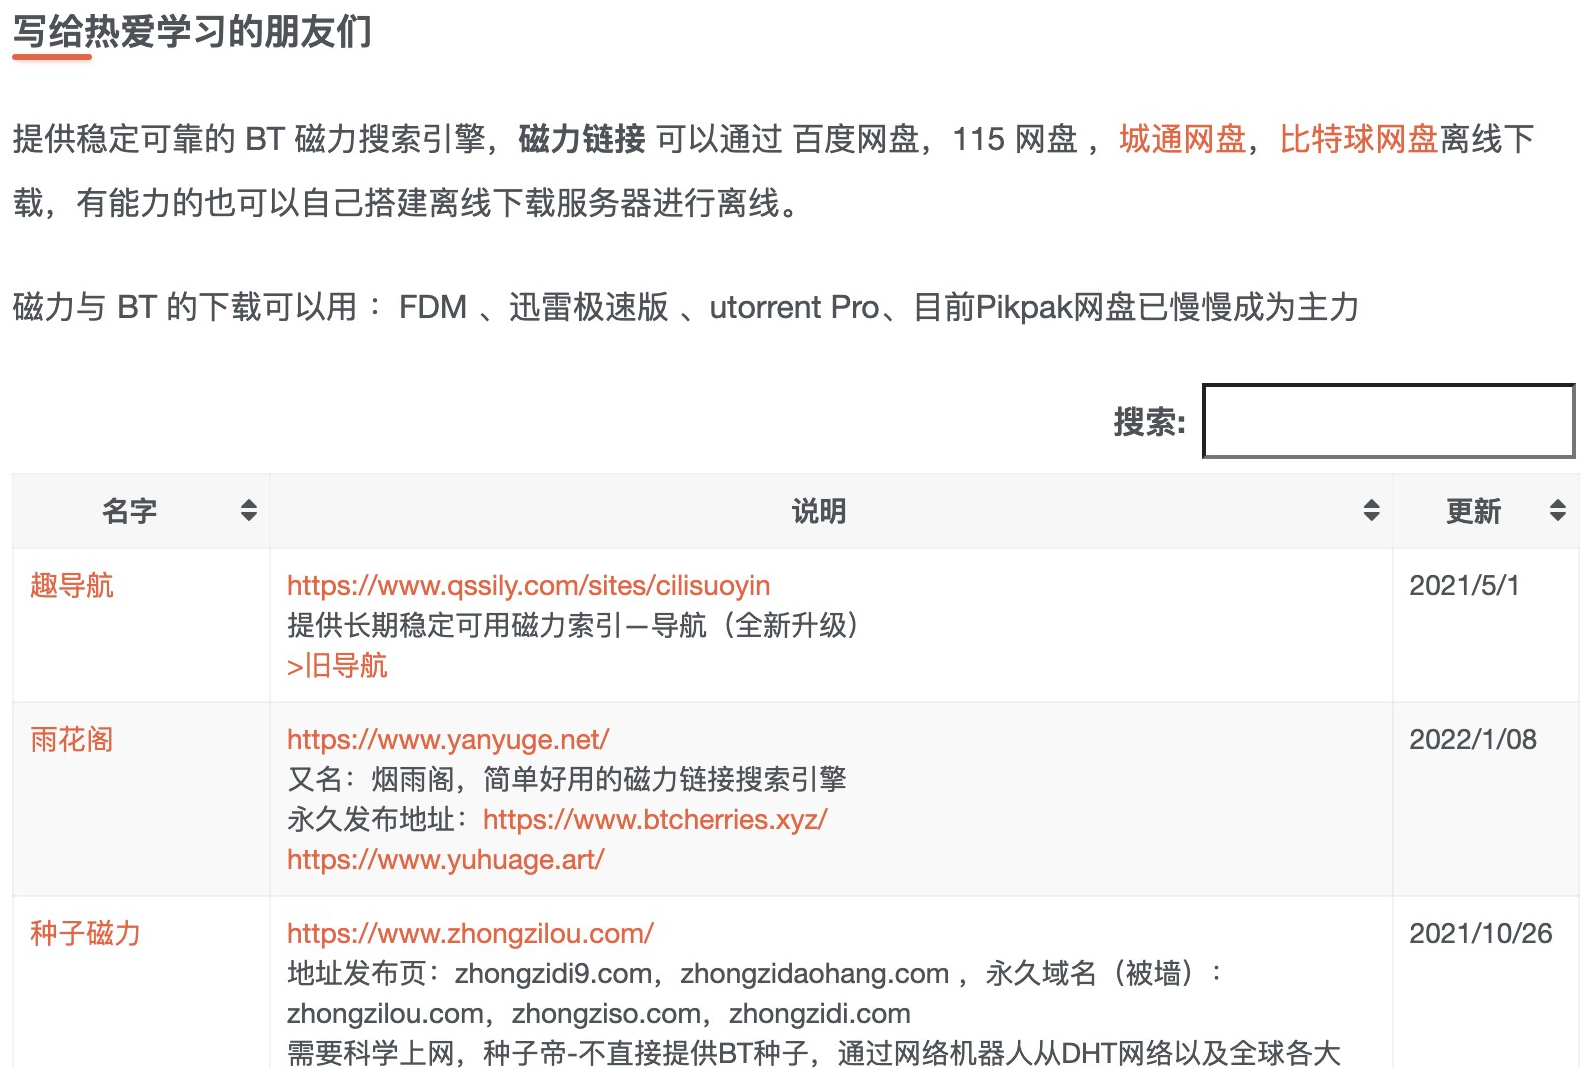 写给热爱学习的朋友们
提供稳定可靠的 BT 磁力搜索引擎，磁力链接 可以通过 百度网盘，115 网盘 ，城通网盘，比特球网盘离线下
载，有能力的也可以自己搭建离线下载服务器进行离线。
磁力与 BT 的下载可以用 ：FDM 、迅雷极速版 、utorrent Pro、目前Pikpak网盘已慢慢成为主力
搜索:
名字 说明 更新
趣导航 https://www.qssily.com/sites/cilisuoyin 2021/5/1
提供长期稳定可用磁力索引—导航（全新升级）
>旧导航
雨花阁 https://www.yanyuge.net/ 2022/1/08
又名：烟雨阁，简单好用的磁力链接搜索引擎
永久发布地址：https://www.btcherries.xyz/
https://www.yuhuage.art/
种子磁力 https://www.zhongzilou.com/ 2021/10/26
地址发布页：zhongzidi9.com，zhongzidaohang.com ，永久域名（被墙）：
zhongzilou.com，zhongziso.com，zhongzidi.com
需要科学上网，种子帝-不直接提供BT种子，通过网络机器人从DHT网络以及全球各大